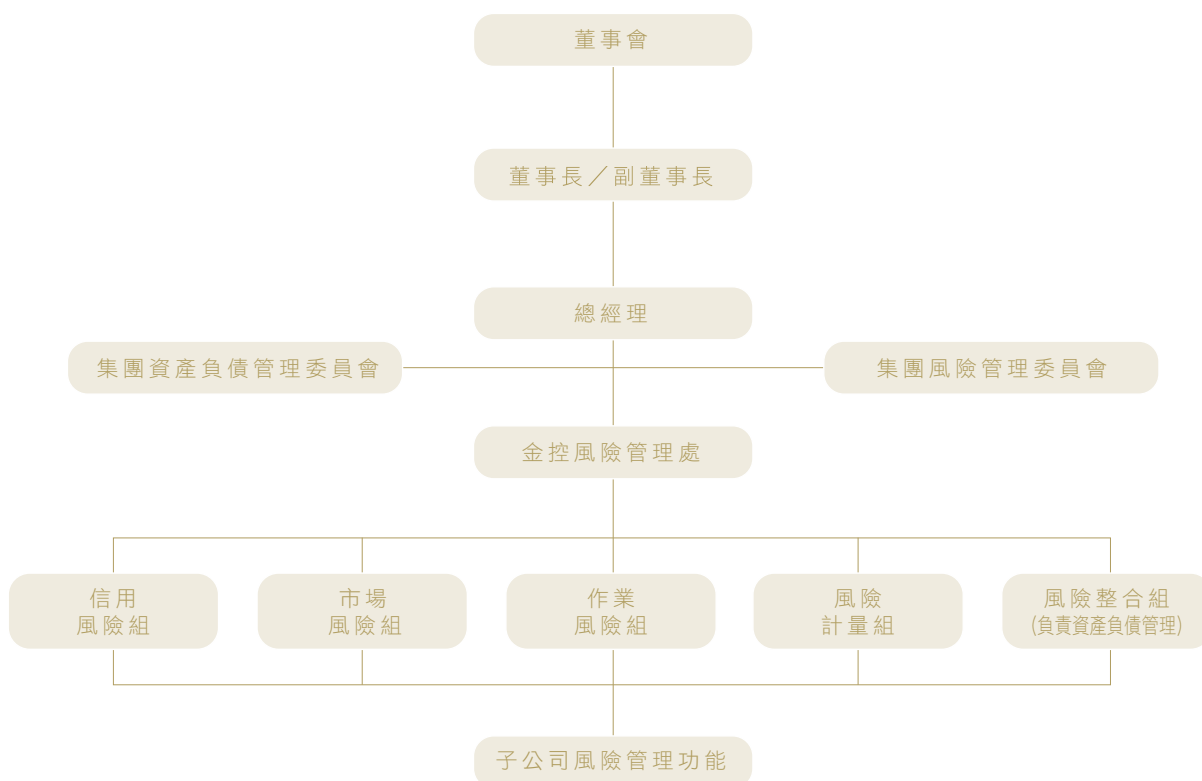 董事會
董事長／副董事長
總經理
集團資產負債管理委員會
集團風險管理委員會
金控風險管理處
信用
風險組
市場
風險組
作業
風險組
風險
計量組
風險整合組
(負責資產負債管理)
子公司風險管理功能